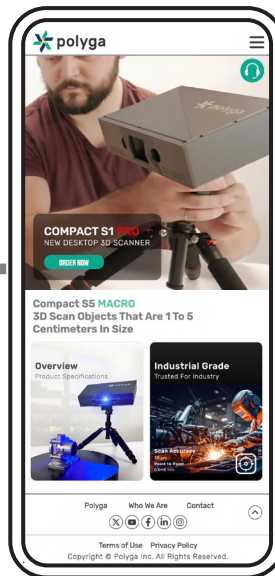 polyga
polyga
COMPACT S1 PRO
NEW DESKTOP 3D SCANNER
ORDER NOW
Compact S5 MACRO
3D Scan Objects That Are 1 To 5
Centimeters In Size
Overview
Product Specifications
Industrial Grade
Trusted For Industry
Scan Accuracy
Point to Point
Polyga Who We Are Contact
Terms of Use Privacy Policy
Copyright © Polyga Inc. All Rights Reserved.